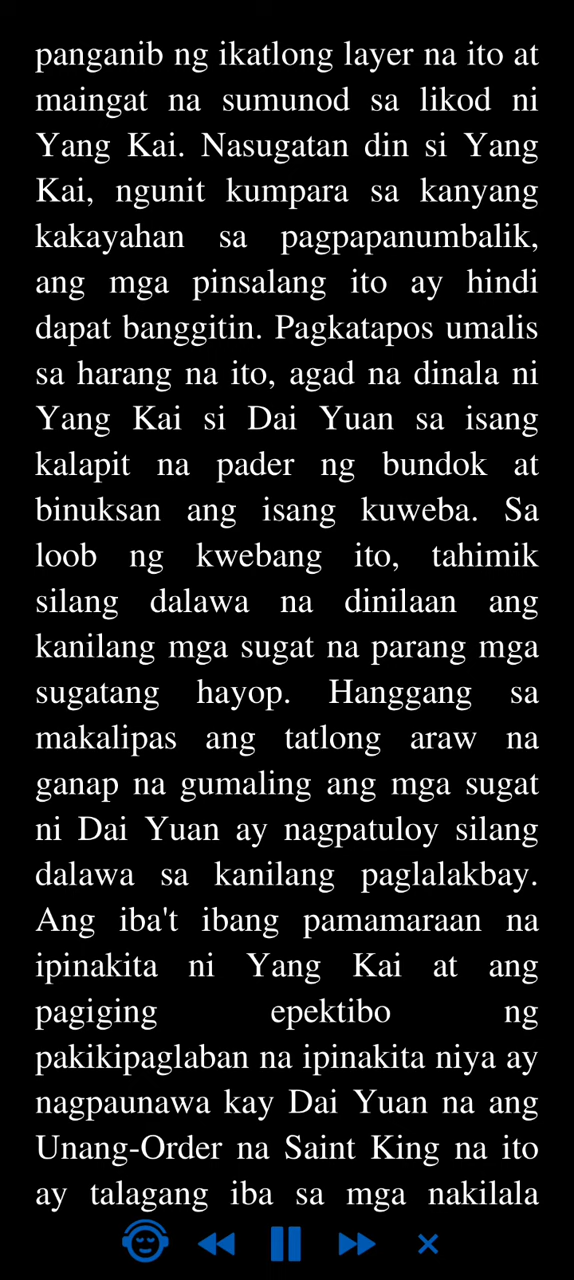 panganib ng ikatlong layer na ito at
maingat na sumunod sa likod ni
Yang Kai. Nasugatan din si Yang
Kai, ngunit kumpara sa kanyang
kakayahan sa pagpapanumbalik,
ang mga pinsalang ito ay hindi
dapat banggitin. Pagkatapos umalis
sa harang na ito, agad na dinala ni
Yang Kai si Dai Yuan sa isang
kalapit na pader ng bundok at
binuksan ang isang kuweba. Sa
loob ng kwebang ito, tahimik
silang dalawa na dinilaan ang
kanilang mga sugat na parang mga
sugatang hayop. Hanggang sa
makalipas ang tatlong araw na
ganap na gumaling ang mga sugat
ni Dai Yuan ay nagpatuloy silang
dalawa sa kanilang paglalakbay.
Ang iba't ibang pamamaraan na
ipinakita ni Yang Kai at ang
pagiging epektibo ng
pakikipaglaban na ipinakita niya ay
nagpaunawa kay Dai Yuan na ang
Unang-Order na Saint King na ito
ay talagang iba sa mga nakilala